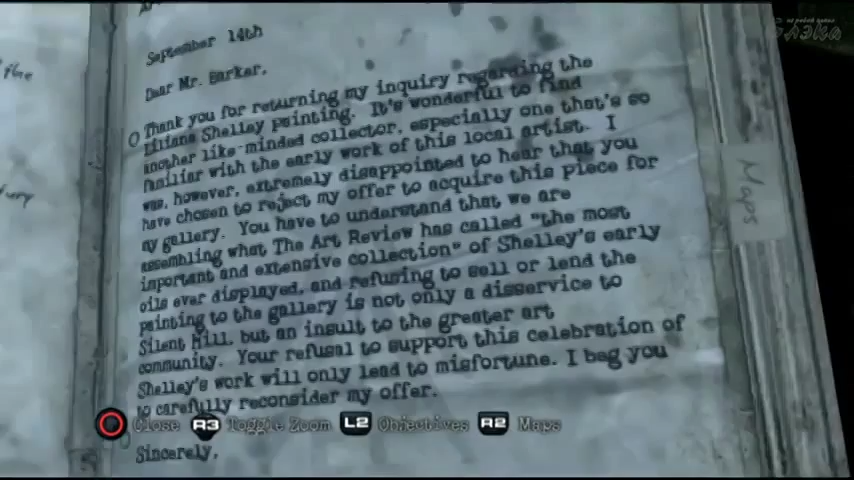 September 14th
Dear Mr. Barker,
Thank you for returning my inquiry regarding the
Liliana Shelley painting. It's wonderful to find
another like-minded collector, especially one that's so
familiar with the early work of this local artist. I
was, however, extremely disappointed to hear that you
have chosen to reject my offer to acquire this piece for
my gallery. You have to understand that we are
assembling what The Art Review has called "the most
important and extensive collection" of Shelley's early
oils ever displayed, and refusing to sell or lend the
painting to the gallery is not only a disservice to
Silent Hill, but an insult to the greater art
community. Your refusal to support this celebration of
Shelley's work will only lead to misfortune. I beg you
to carefully reconsider my offer.
Close R3 Toggle Zoom L2 Objectives R2 Maps
Sincerely,
the
Maps